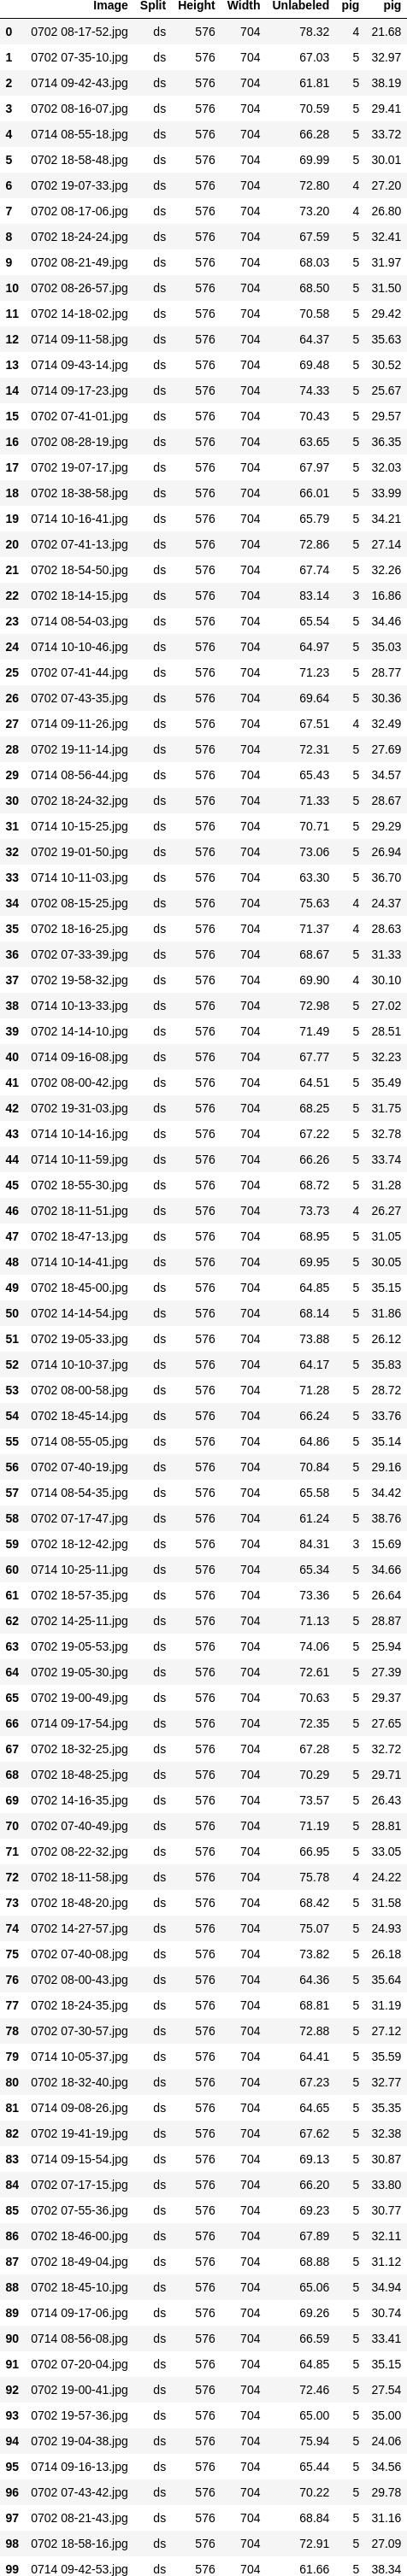 Image Split Height Width Unlabeled pig pig
0 0702 08-17-52.jpg ds 576 704 78.32 4 21.68
1 0702 07-35-10.jpg ds 576 704 67.03 5 32.97
2 0714 09-42-43.jpg ds 576 704 61.81 5 38.19
3 0702 08-16-07.jpg ds 576 704 70.59 5 29.41
4 0714 08-55-18.jpg ds 576 704 66.28 5 33.72
5 0702 18-58-48.jpg ds 576 704 69.99 5 30.01
6 0702 19-07-33.jpg ds 576 704 72.80 4 27.20
7 0702 08-17-06.jpg ds 576 704 73.20 4 26.80
8 0702 18-24-24.jpg ds 576 704 67.59 5 32.41
9 0702 08-21-49.jpg ds 576 704 68.03 5 31.97
10 0702 08-26-57.jpg ds 576 704 68.50 5 31.50
11 0702 14-18-02.jpg ds 576 704 70.58 5 29.42
12 0714 09-11-58.jpg ds 576 704 64.37 5 35.63
13 0714 09-43-14.jpg ds 576 704 69.48 5 30.52
14 0714 09-17-23.jpg ds 576 704 74.33 5 25.67
15 0702 07-41-01.jpg ds 576 704 70.43 5 29.57
16 0702 08-28-19.jpg ds 576 704 63.65 5 36.35
17 0702 19-07-17.jpg ds 576 704 67.97 5 32.03
18 0702 18-38-58.jpg ds 576 704 66.01 5 33.99
19 0714 10-16-41.jpg ds 576 704 65.79 5 34.21
20 0702 07-41-13.jpg ds 576 704 72.86 5 27.14
21 0702 18-54-50.jpg ds 576 704 67.74 5 32.26
22 0702 18-14-15.jpg ds 576 704 83.14 3 16.86
23 0714 08-54-03.jpg ds 576 704 65.54 5 34.46
24 0714 10-10-46.jpg ds 576 704 64.97 5 35.03
25 0702 07-41-44.jpg ds 576 704 71.23 5 28.77
26 0702 07-43-35.jpg ds 576 704 69.64 5 30.36
27 0714 09-11-26.jpg ds 576 704 67.51 4 32.49
28 0702 19-11-14.jpg ds 576 704 72.31 5 27.69
29 0714 08-56-44.jpg ds 576 704 65.43 5 34.57
30 0702 18-24-32.jpg ds 576 704 71.33 5 28.67
31 0714 10-15-25.jpg ds 576 704 70.71 5 29.29
32 0702 19-01-50.jpg ds 576 704 73.06 5 26.94
33 0714 10-11-03.jpg ds 576 704 63.30 5 36.70
34 0702 08-15-25.jpg ds 576 704 75.63 4 24.37
35 0702 18-16-25.jpg ds 576 704 71.37 4 28.63
36 0702 07-33-39.jpg ds 576 704 68.67 5 31.33
37 0702 19-58-32.jpg ds 576 704 69.90 4 30.10
38 0714 10-13-33.jpg ds 576 704 72.98 5 27.02
39 0702 14-14-10.jpg ds 576 704 71.49 5 28.51
40 0714 09-16-08.jpg ds 576 704 67.77 5 32.23
41 0702 08-00-42.jpg ds 576 704 64.51 5 35.49
42 0702 19-31-03.jpg ds 576 704 68.25 5 31.75
43 0714 10-14-16.jpg ds 576 704 67.22 5 32.78
44 0714 10-11-59.jpg ds 576 704 66.26 5 33.74
45 0702 18-55-30.jpg ds 576 704 68.72 5 31.28
46 0702 18-11-51.jpg ds 576 704 73.73 4 26.27
47 0702 18-47-13.jpg ds 576 704 68.95 5 31.05
48 0714 10-14-41.jpg ds 576 704 69.95 5 30.05
49 0702 18-45-00.jpg ds 576 704 64.85 5 35.15
50 0702 14-14-54.jpg ds 576 704 68.14 5 31.86
51 0702 19-05-33.jpg ds 576 704 73.88 5 26.12
52 0714 10-10-37.jpg ds 576 704 64.17 5 35.83
53 0702 08-00-58.jpg ds 576 704 71.28 5 28.72
54 0702 18-45-14.jpg ds 576 704 66.24 5 33.76
55 0714 08-55-05.jpg ds 576 704 64.86 5 35.14
56 0702 07-40-19.jpg ds 576 704 70.84 5 29.16
57 0714 08-54-35.jpg ds 576 704 65.58 5 34.42
58 0702 07-17-47.jpg ds 576 704 61.24 5 38.76
59 0702 18-12-42.jpg ds 576 704 84.31 3 15.69
60 0714 10-25-11.jpg ds 576 704 65.34 5 34.66
61 0702 18-57-35.jpg ds 576 704 73.36 5 26.64
62 0702 14-25-11.jpg ds 576 704 71.13 5 28.87
63 0702 19-05-53.jpg ds 576 704 74.06 5 25.94
64 0702 19-05-30.jpg ds 576 704 72.61 5 27.39
65 0702 19-00-49.jpg ds 576 704 70.63 5 29.37
66 0714 09-17-54.jpg ds 576 704 72.35 5 27.65
67 0702 18-32-25.jpg ds 576 704 67.28 5 32.72
68 0702 18-48-25.jpg ds 576 704 70.29 5 29.71
69 0702 14-16-35.jpg ds 576 704 73.57 5 26.43
70 0702 07-40-49.jpg ds 576 704 71.19 5 28.81
71 0702 08-22-32.jpg ds 576 704 66.95 5 33.05
72 0702 18-11-58.jpg ds 576 704 75.78 4 24.22
73 0702 18-48-20.jpg ds 576 704 68.42 5 31.58
74 0702 14-27-57.jpg ds 576 704 75.07 5 24.93
75 0702 07-40-08.jpg ds 576 704 73.82 5 26.18
76 0702 08-00-43.jpg ds 576 704 64.36 5 35.64
77 0702 18-24-35.jpg ds 576 704 68.81 5 31.19
78 0702 07-30-57.jpg ds 576 704 72.88 5 27.12
79 0714 10-05-37.jpg ds 576 704 64.41 5 35.59
80 0702 18-32-40.jpg ds 576 704 67.23 5 32.77
81 0714 09-08-26.jpg ds 576 704 64.65 5 35.35
82 0702 19-41-19.jpg ds 576 704 67.62 5 32.38
83 0714 09-15-54.jpg ds 576 704 69.13 5 30.87
84 0702 07-17-15.jpg ds 576 704 66.20 5 33.80
85 0702 07-55-36.jpg ds 576 704 69.23 5 30.77
86 0702 18-46-00.jpg ds 576 704 67.89 5 32.11
87 0702 18-49-04.jpg ds 576 704 68.88 5 31.12
88 0702 18-45-10.jpg ds 576 704 65.06 5 34.94
89 0714 09-17-06.jpg ds 576 704 69.26 5 30.74
90 0714 08-56-08.jpg ds 576 704 66.59 5 33.41
91 0702 07-20-04.jpg ds 576 704 64.85 5 35.15
92 0702 19-00-41.jpg ds 576 704 72.46 5 27.54
93 0702 19-57-36.jpg ds 576 704 65.00 5 35.00
94 0702 19-04-38.jpg ds 576 704 75.94 5 24.06
95 0714 09-16-13.jpg ds 576 704 65.44 5 34.56
96 0702 07-43-42.jpg ds 576 704 70.22 5 29.78
97 0702 08-21-43.jpg ds 576 704 68.84 5 31.16
98 0702 18-58-16.jpg ds 576 704 72.91 5 27.09
99 0714 09-42-53.jpg ds 576 704 61.66 5 38.34